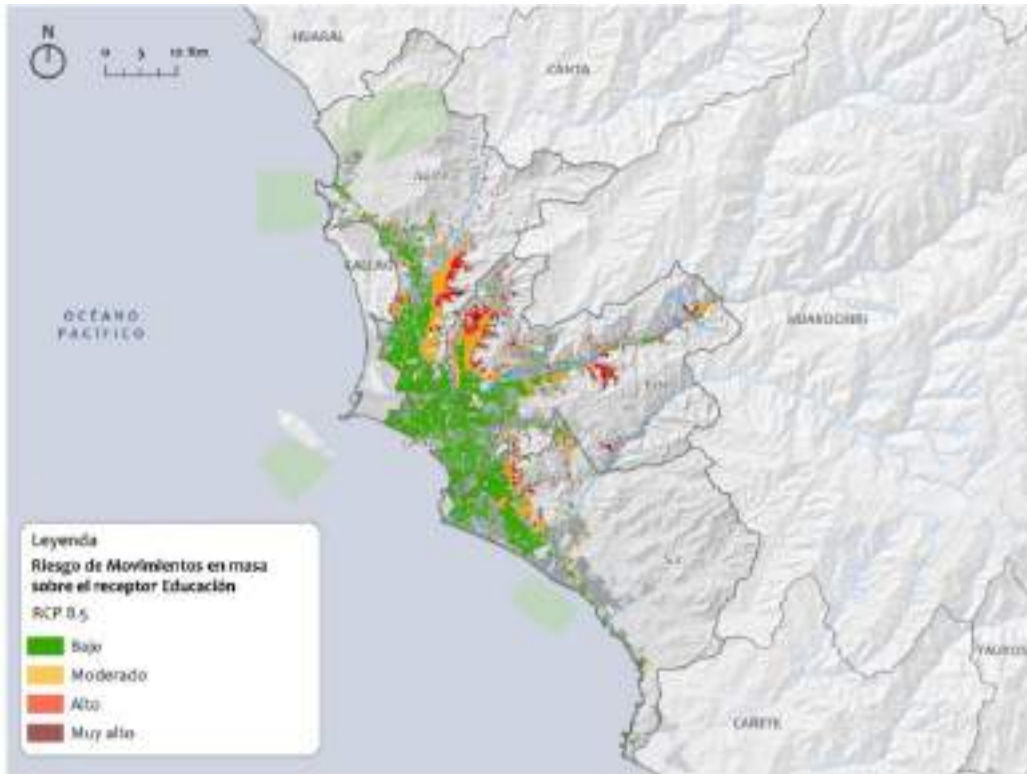 N
0 5 10 Km
HUARAL
CANTA
CALLAO
OCÉANO
PACÍFICO
HUAROCHIRI
Leyenda
Riesgo de Movimientos en masa
sobre el receptor Educación
RCP 8.5
Bajo
Moderado
Alto
Muy alto
YAUYOS
CAÑETE